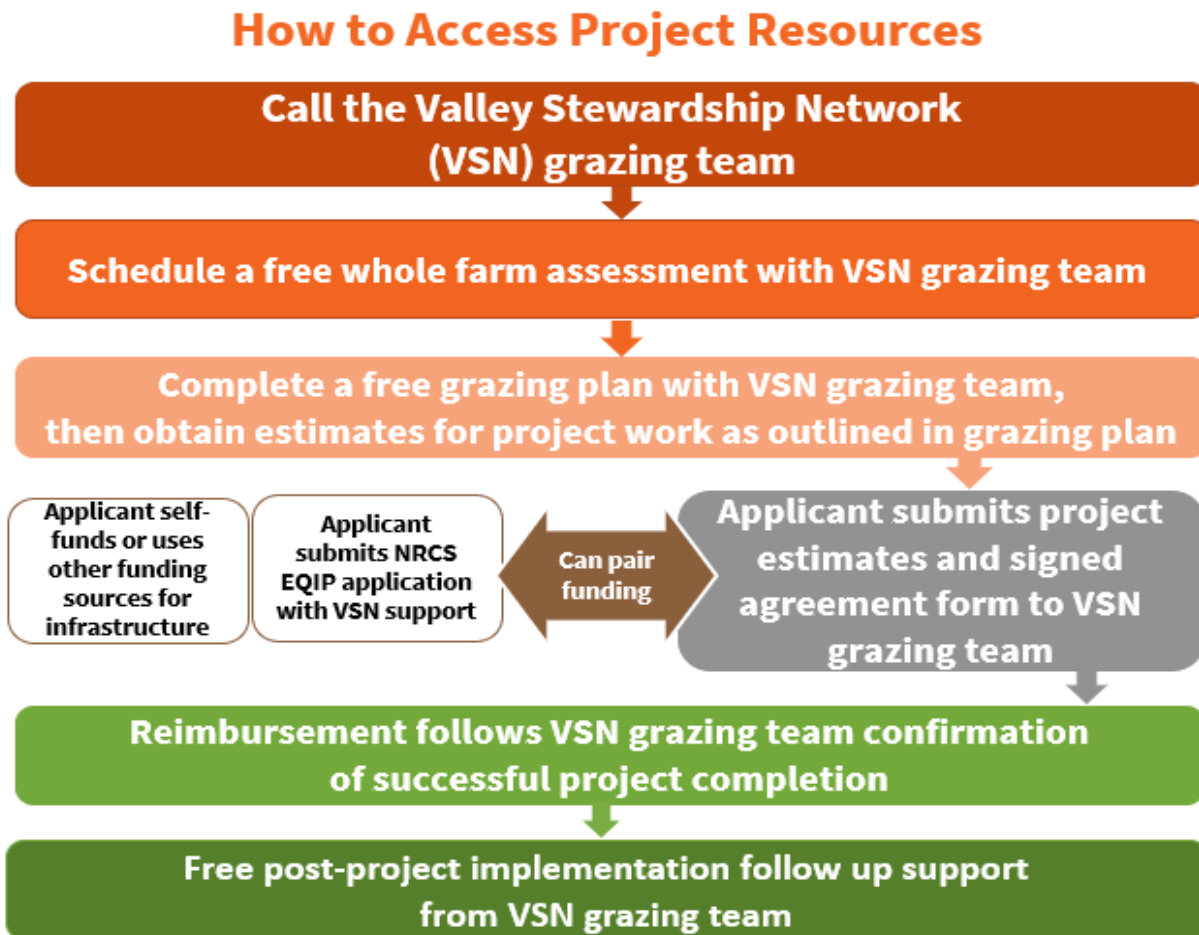 How to Access Project Resources
Call the Valley Stewardship Network
(VSN) grazing team
Schedule a free whole farm assessment with VSN grazing team
Complete a free grazing plan with VSN grazing team,
then obtain estimates for project work as outlined in grazing plan
Applicant self-
funds or uses
other funding
sources for
infrastructure
Applicant
submits NRCS
EQIP application
with VSN support
Can pair
funding
Applicant submits project
estimates and signed
agreement form to VSN
grazing team
Reimbursement follows VSN grazing team confirmation
of successful project completion
Free post-project implementation follow up support
from VSN grazing team